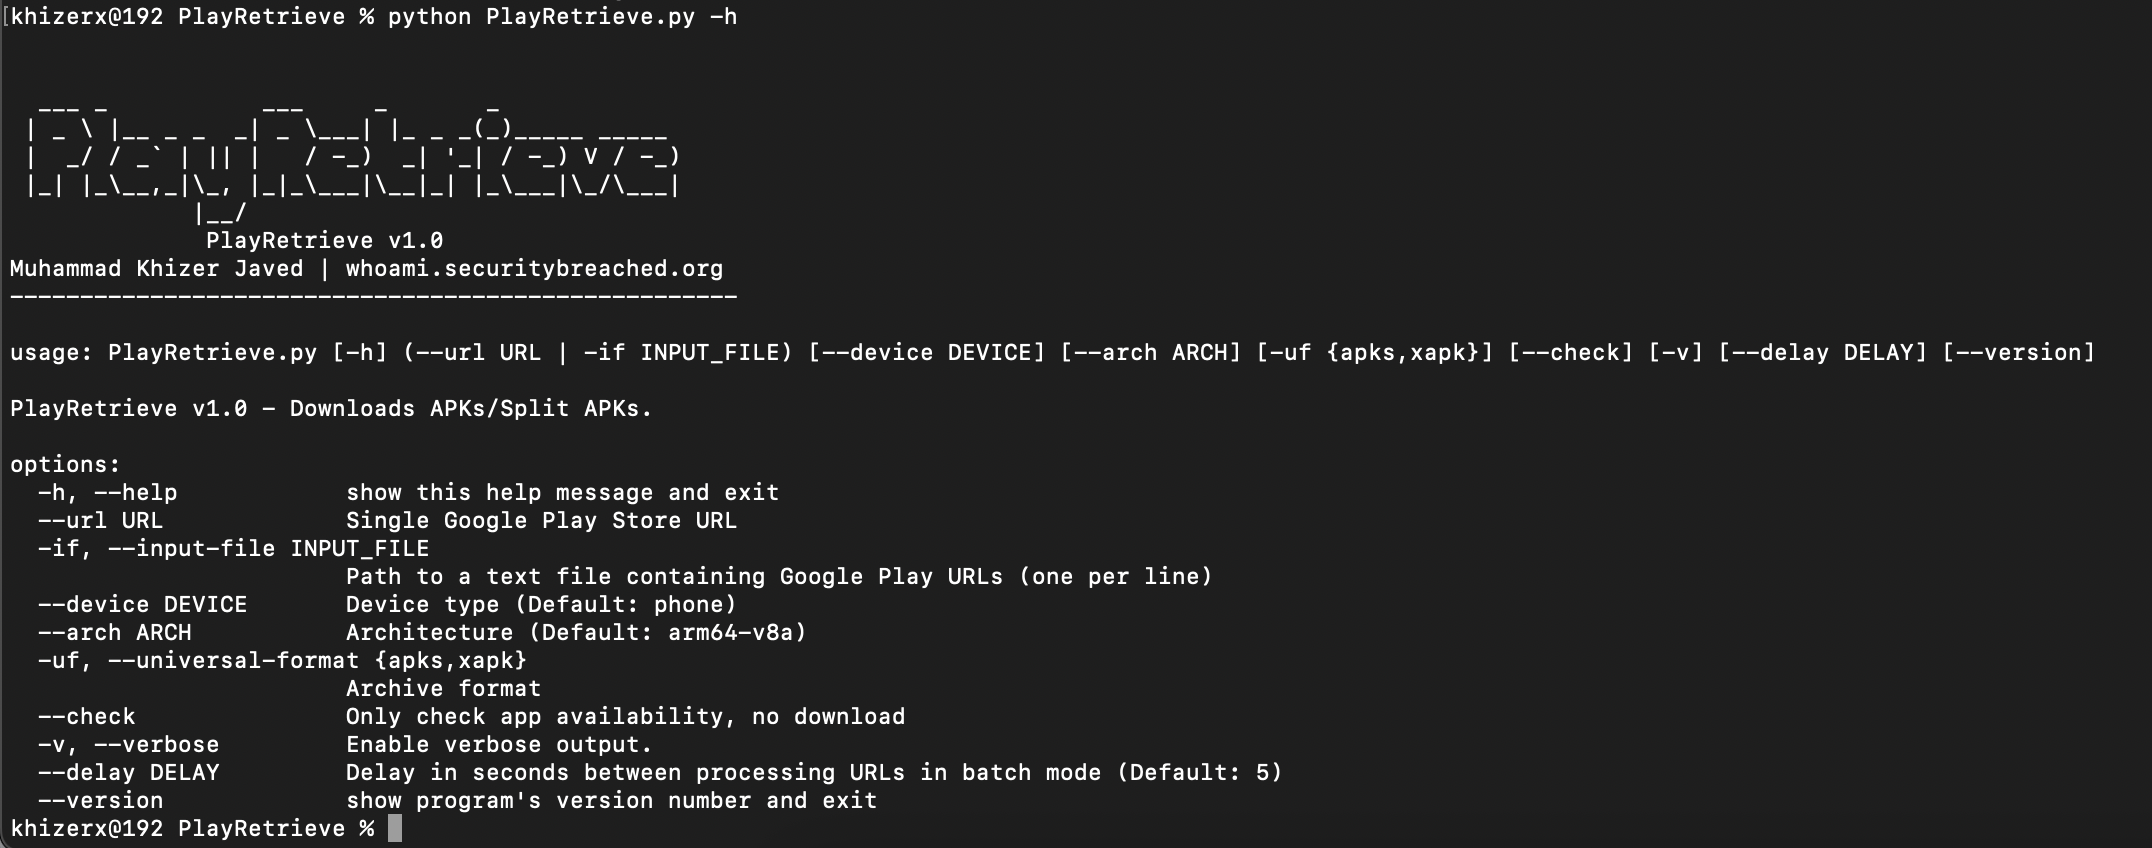 [khizerx@192 PlayRetrieve % python PlayRetrieve.py -h
  ___ _           ___     _       _
 | _ \ |__ _ _  _| _ \___| |_ _ _(_)_____ _____
 |  _/ / _` | || |   / -_)  _| '_| / -_) V / -_)
 |_| |_\__,_|\_, |_|_\___|\__|_| |_\___|\_/\___|
             |__/
              PlayRetrieve v1.0
Muhammad Khizer Javed | whoami.securitybreached.org
----------------------------------------------------
usage: PlayRetrieve.py [-h] (--url URL | -if INPUT_FILE) [--device DEVICE] [--arch ARCH] [-uf {apks,xapk}] [--check] [-v] [--delay DELAY] [--version]
PlayRetrieve v1.0 - Downloads APKs/Split APKs.
options:
  -h, --help            show this help message and exit
  --url URL             Single Google Play Store URL
  -if, --input-file INPUT_FILE
                        Path to a text file containing Google Play URLs (one per line)
  --device DEVICE       Device type (Default: phone)
  --arch ARCH           Architecture (Default: arm64-v8a)
  -uf, --universal-format {apks,xapk}
                        Archive format
  --check               Only check app availability, no download
  -v, --verbose         Enable verbose output.
  --delay DELAY         Delay in seconds between processing URLs in batch mode (Default: 5)
  --version             show program's version number and exit
khizerx@192 PlayRetrieve %